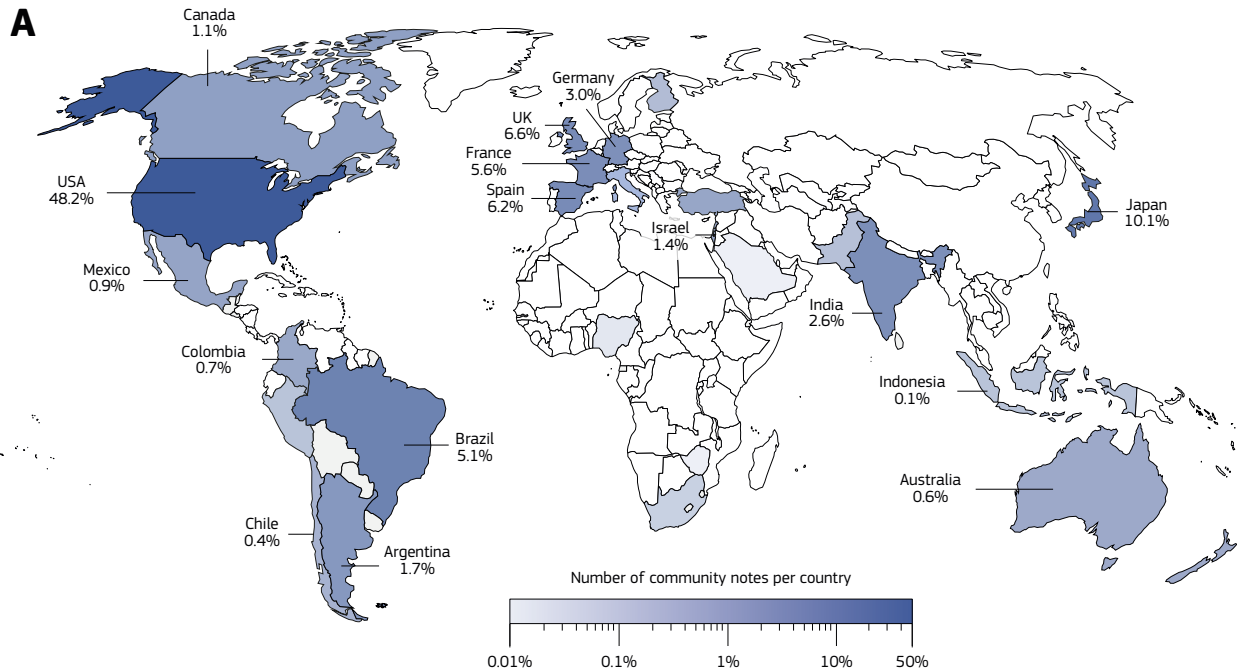 A
Canada
1.1%
Germany
3.0%
UK
6.6%
France
5.6%
USA
48.2%
Spain
6.2%
Japan
10.1%
Israel
1.4%
Mexico
0.9%
India
2.6%
Colombia
0.7%
Indonesia
0.1%
Brazil
5.1%
Australia
0.6%
Chile
0.4%
Argentina
1.7%
Number of community notes per country
0.01% 0.1% 1% 10% 50%